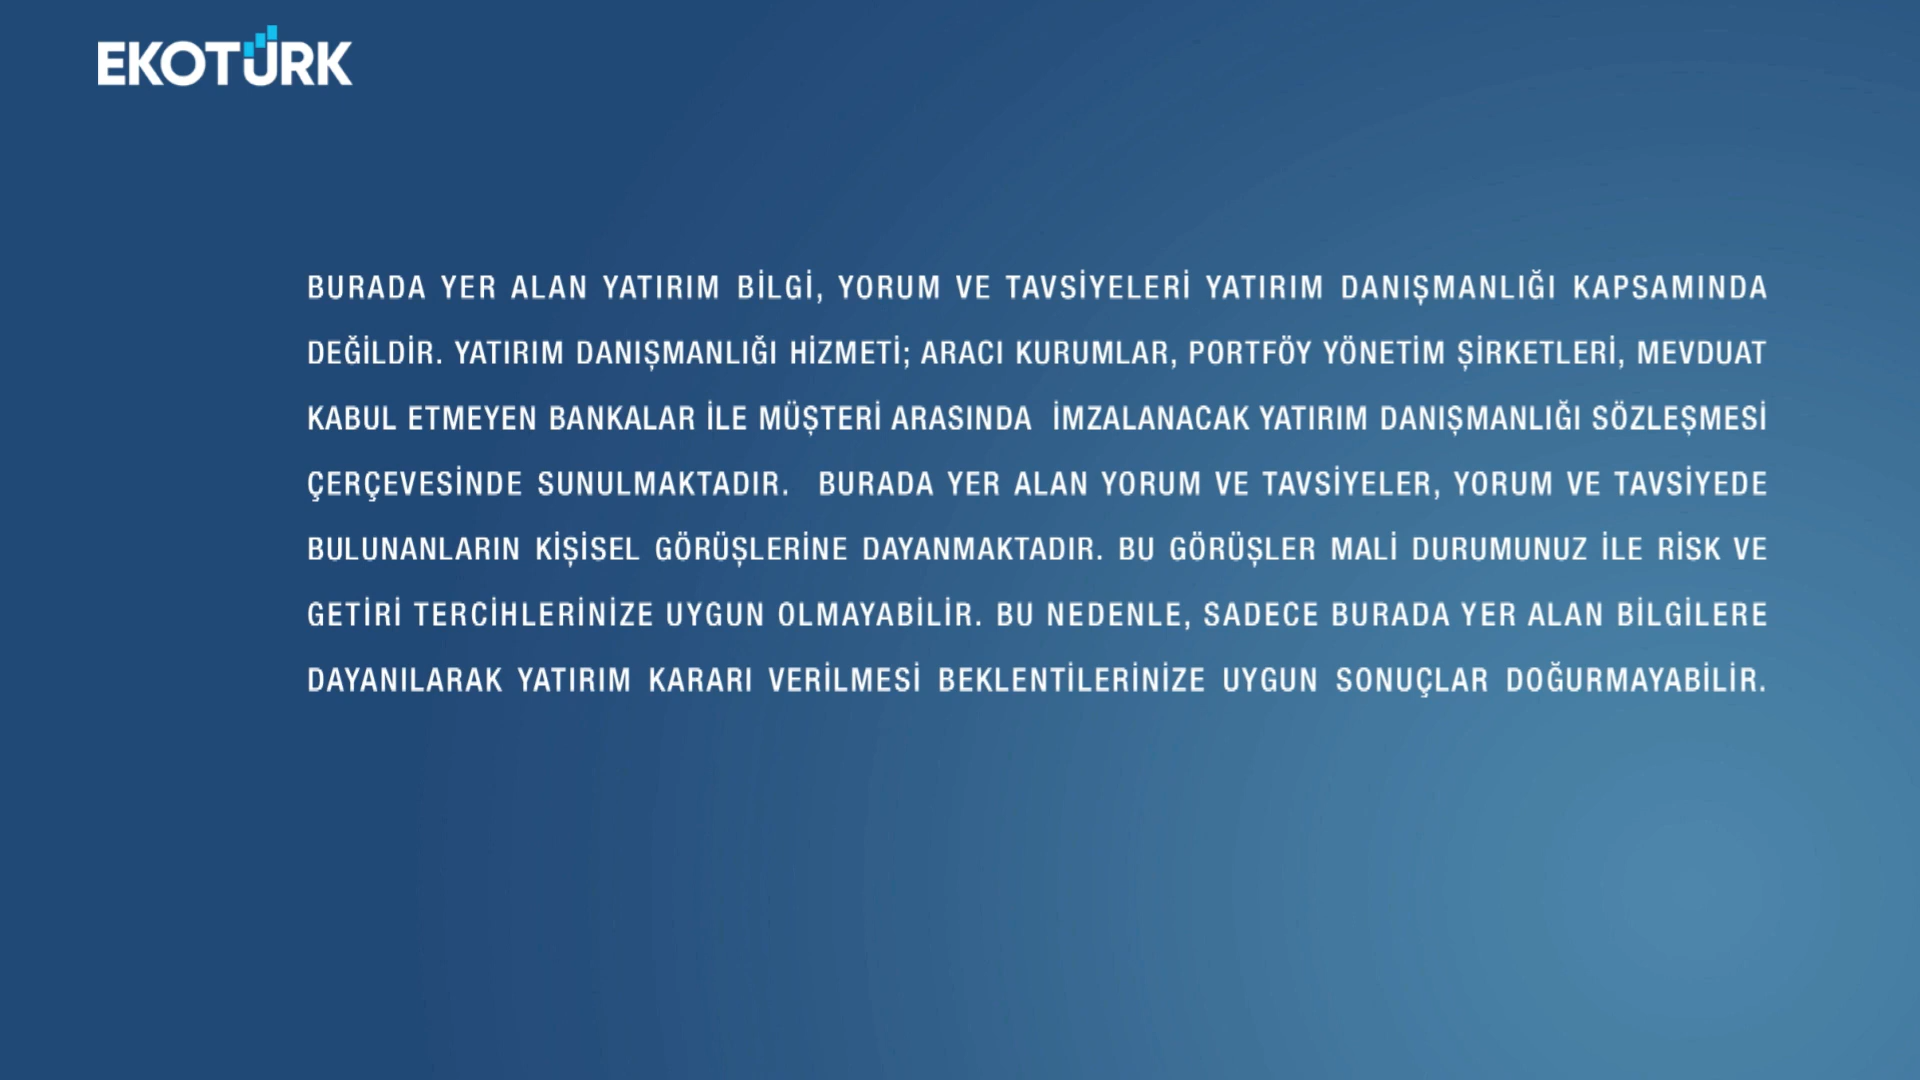 EKOTÜRK
BURADA YER ALAN YATIRIM BİLGİ, YORUM VE TAVSİYELERİ YATIRIM DANIŞMANLIĞI KAPSAMINDA
DEĞİLDİR. YATIRIM DANIŞMANLIĞI HİZMETİ; ARACI KURUMLAR, PORTFÖY YÖNETİM ŞİRKETLERİ, MEVDUAT
KABUL ETMEYEN BANKALAR İLE MÜŞTERİ ARASINDA İMZALANACAK YATIRIM DANIŞMANLIĞI SÖZLEŞMESİ
ÇERÇEVESİNDE SUNULMAKTADIR. BURADA YER ALAN YORUM VE TAVSİYELER, YORUM VE TAVSİYEDE
BULUNANLARIN KİŞİSEL GÖRÜŞLERİNE DAYANMAKTADIR. BU GÖRÜŞLER MALİ DURUMUNUZ İLE RİSK VE
GETİRİ TERCİHLERİNİZE UYGUN OLMAYABİLİR. BU NEDENLE, SADECE BURADA YER ALAN BİLGİLERE
DAYANILARAK YATIRIM KARARI VERİLMESİ BEKLENTİLERİNİZE UYGUN SONUÇLAR DOĞURMAYABİLİR.